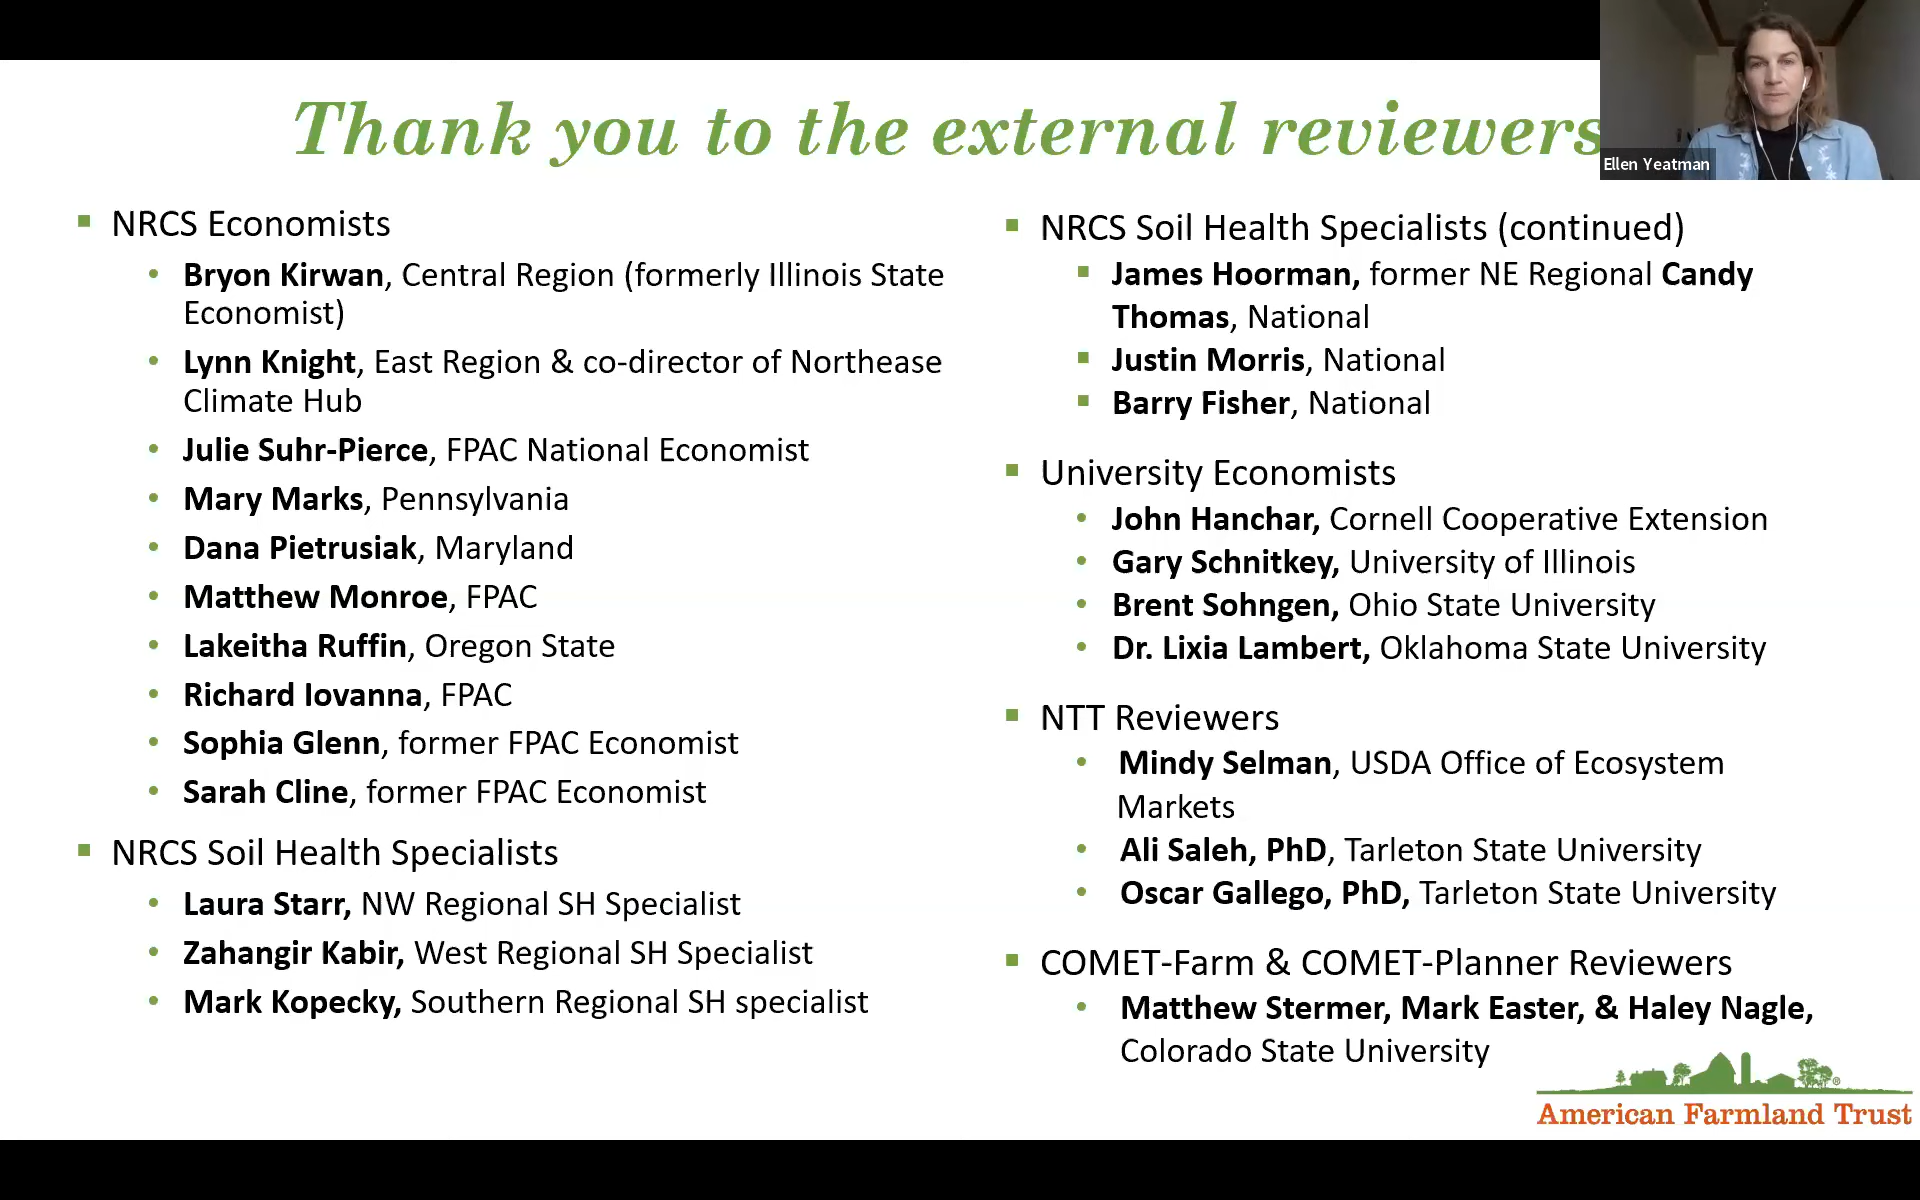 Thank you to the external reviewers
Ellen Yeatman
NRCS Economists
Bryon Kirwan, Central Region (formerly Illinois State
Economist)
Lynn Knight, East Region & co-director of Northease
Climate Hub
Julie Suhr-Pierce, FPAC National Economist
Mary Marks, Pennsylvania
Dana Pietrusiak, Maryland
Matthew Monroe, FPAC
Lakeitha Ruffin, Oregon State
Richard Iovanna, FPAC
Sophia Glenn, former FPAC Economist
Sarah Cline, former FPAC Economist
NRCS Soil Health Specialists
Laura Starr, NW Regional SH Specialist
Zahangir Kabir, West Regional SH Specialist
Mark Kopecky, Southern Regional SH specialist
NRCS Soil Health Specialists (continued)
James Hoorman, former NE Regional Candy
Thomas, National
Justin Morris, National
Barry Fisher, National
University Economists
John Hanchar, Cornell Cooperative Extension
Gary Schnitkey, University of Illinois
Brent Sohngen, Ohio State University
Dr. Lixia Lambert, Oklahoma State University
NTT Reviewers
Mindy Selman, USDA Office of Ecosystem
Markets
Ali Saleh, PhD, Tarleton State University
Oscar Gallego, PhD, Tarleton State University
COMET-Farm & COMET-Planner Reviewers
Matthew Stermer, Mark Easter, & Haley Nagle,
Colorado State University
American Farmland Trust